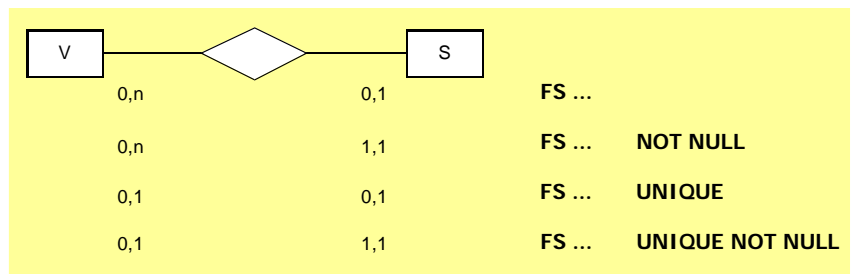 V S
0,n 0,1 FS ...
0,n 1,1 FS ... NOT NULL
0,1 0,1 FS ... UNIQUE
0,1 1,1 FS ... UNIQUE NOT NULL